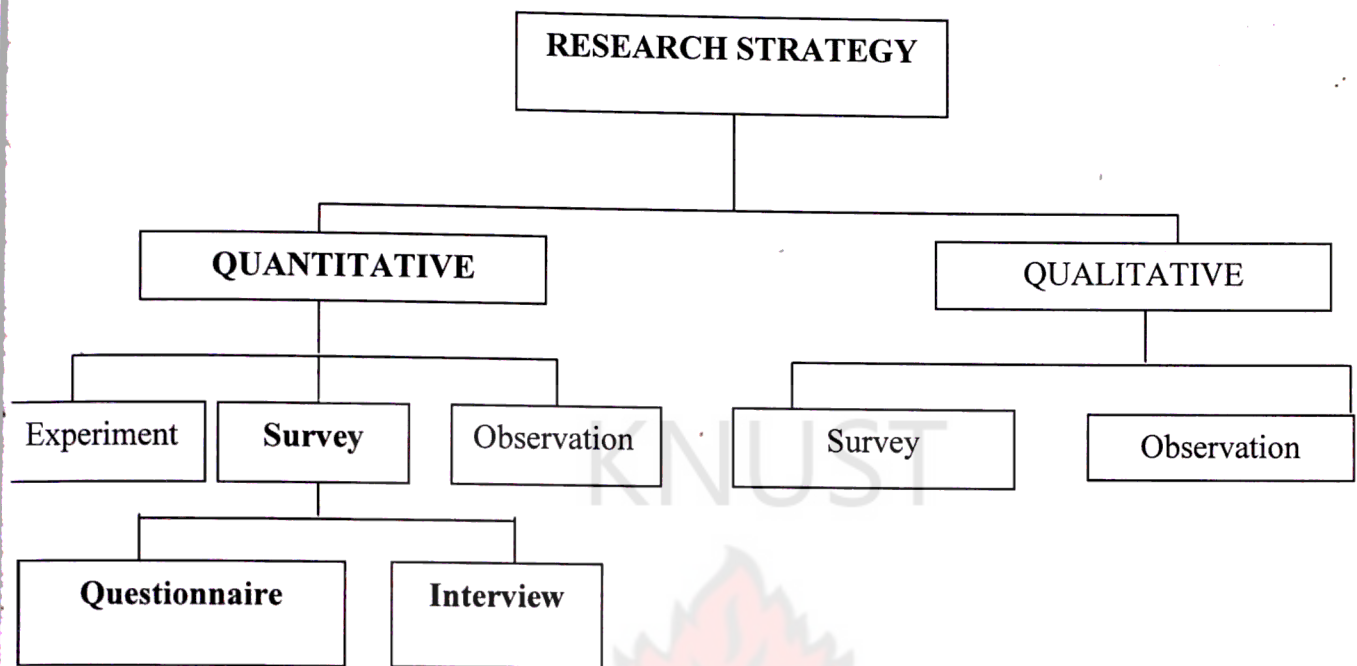 RESEARCH STRATEGY
QUANTITATIVE
QUALITATIVE
Experiment
Survey
Observation
Survey
Observation
KNUST
Questionnaire
Interview